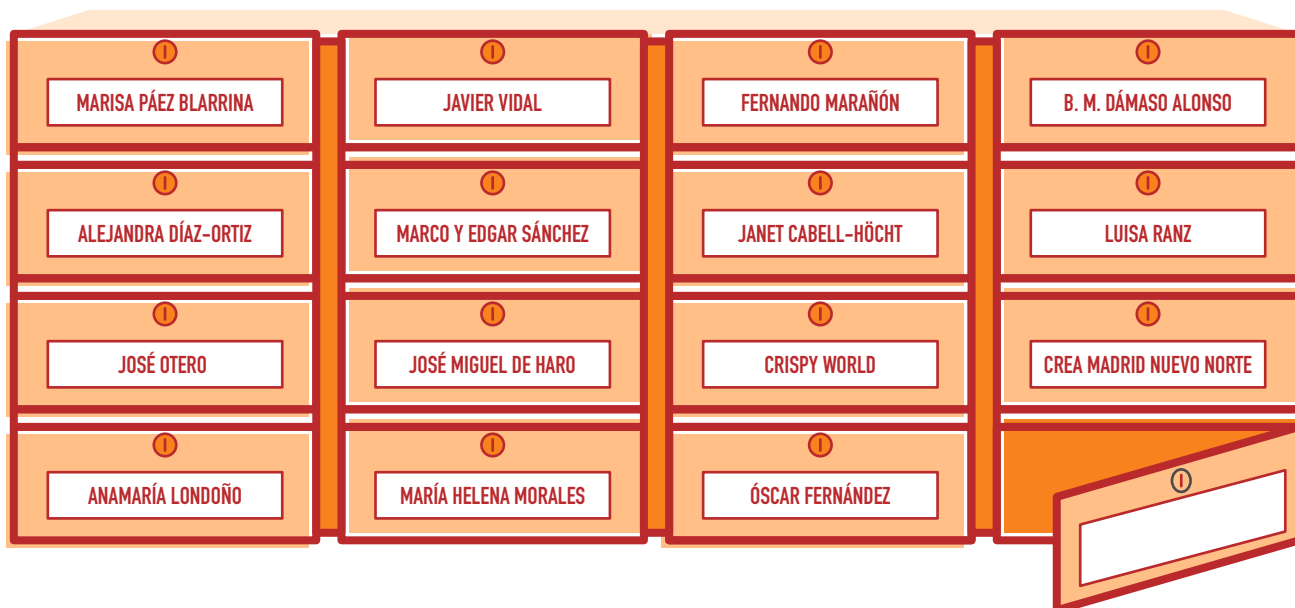 MARISA PÁEZ BLARRINA
JAVIER VIDAL
FERNANDO MARAÑÓN
B. M. DÁMASO ALONSO
ALEJANDRA DÍAZ-ORTIZ
MARCO Y EDGAR SÁNCHEZ
JANET CABELL-HÖCHT
LUISA RANZ
JOSÉ OTERO
JOSÉ MIGUEL DE HARO
CRISPY WORLD
CREA MADRID NUEVO NORTE
ANAMARÍA LONDOÑO
MARÍA HELENA MORALES
ÓSCAR FERNÁNDEZ